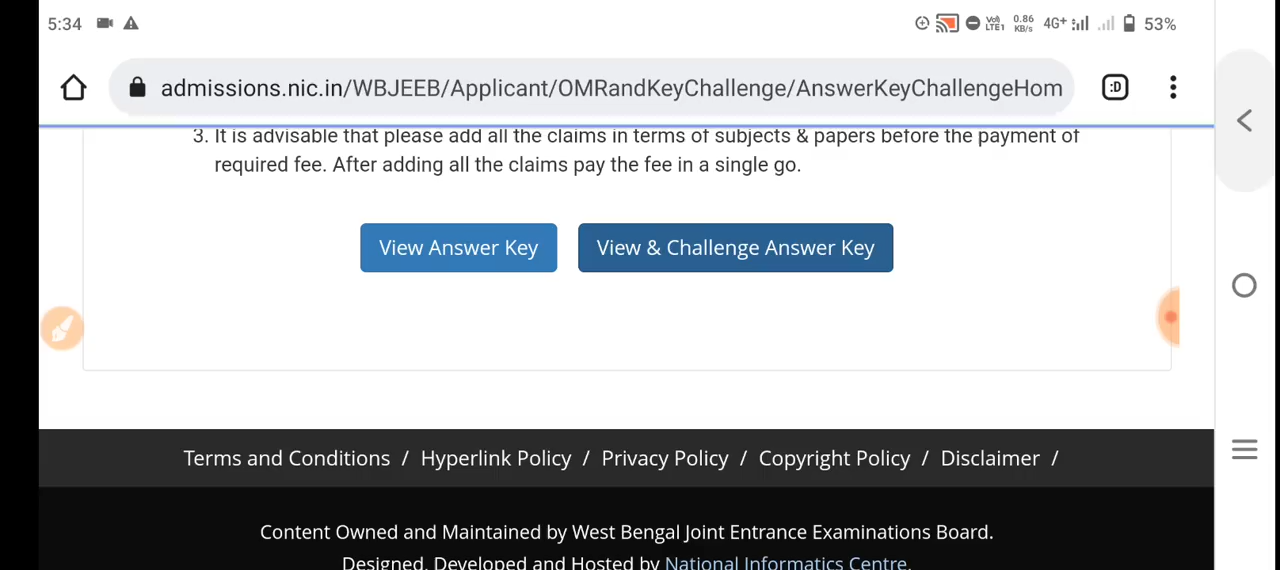 5:34 Vo) LTE1 0.86 KB/s 4G+ 53%
admissions.nic.in/WBJEEB/Applicant/OMRandKeyChallenge/AnswerKeyChallengeHom :D
3. It is advisable that please add all the claims in terms of subjects & papers before the payment of
required fee. After adding all the claims pay the fee in a single go.
View Answer Key View & Challenge Answer Key
Terms and Conditions / Hyperlink Policy / Privacy Policy / Copyright Policy / Disclaimer /
Content Owned and Maintained by West Bengal Joint Entrance Examinations Board.
Designed, Developed and Hosted by National Informatics Centre.